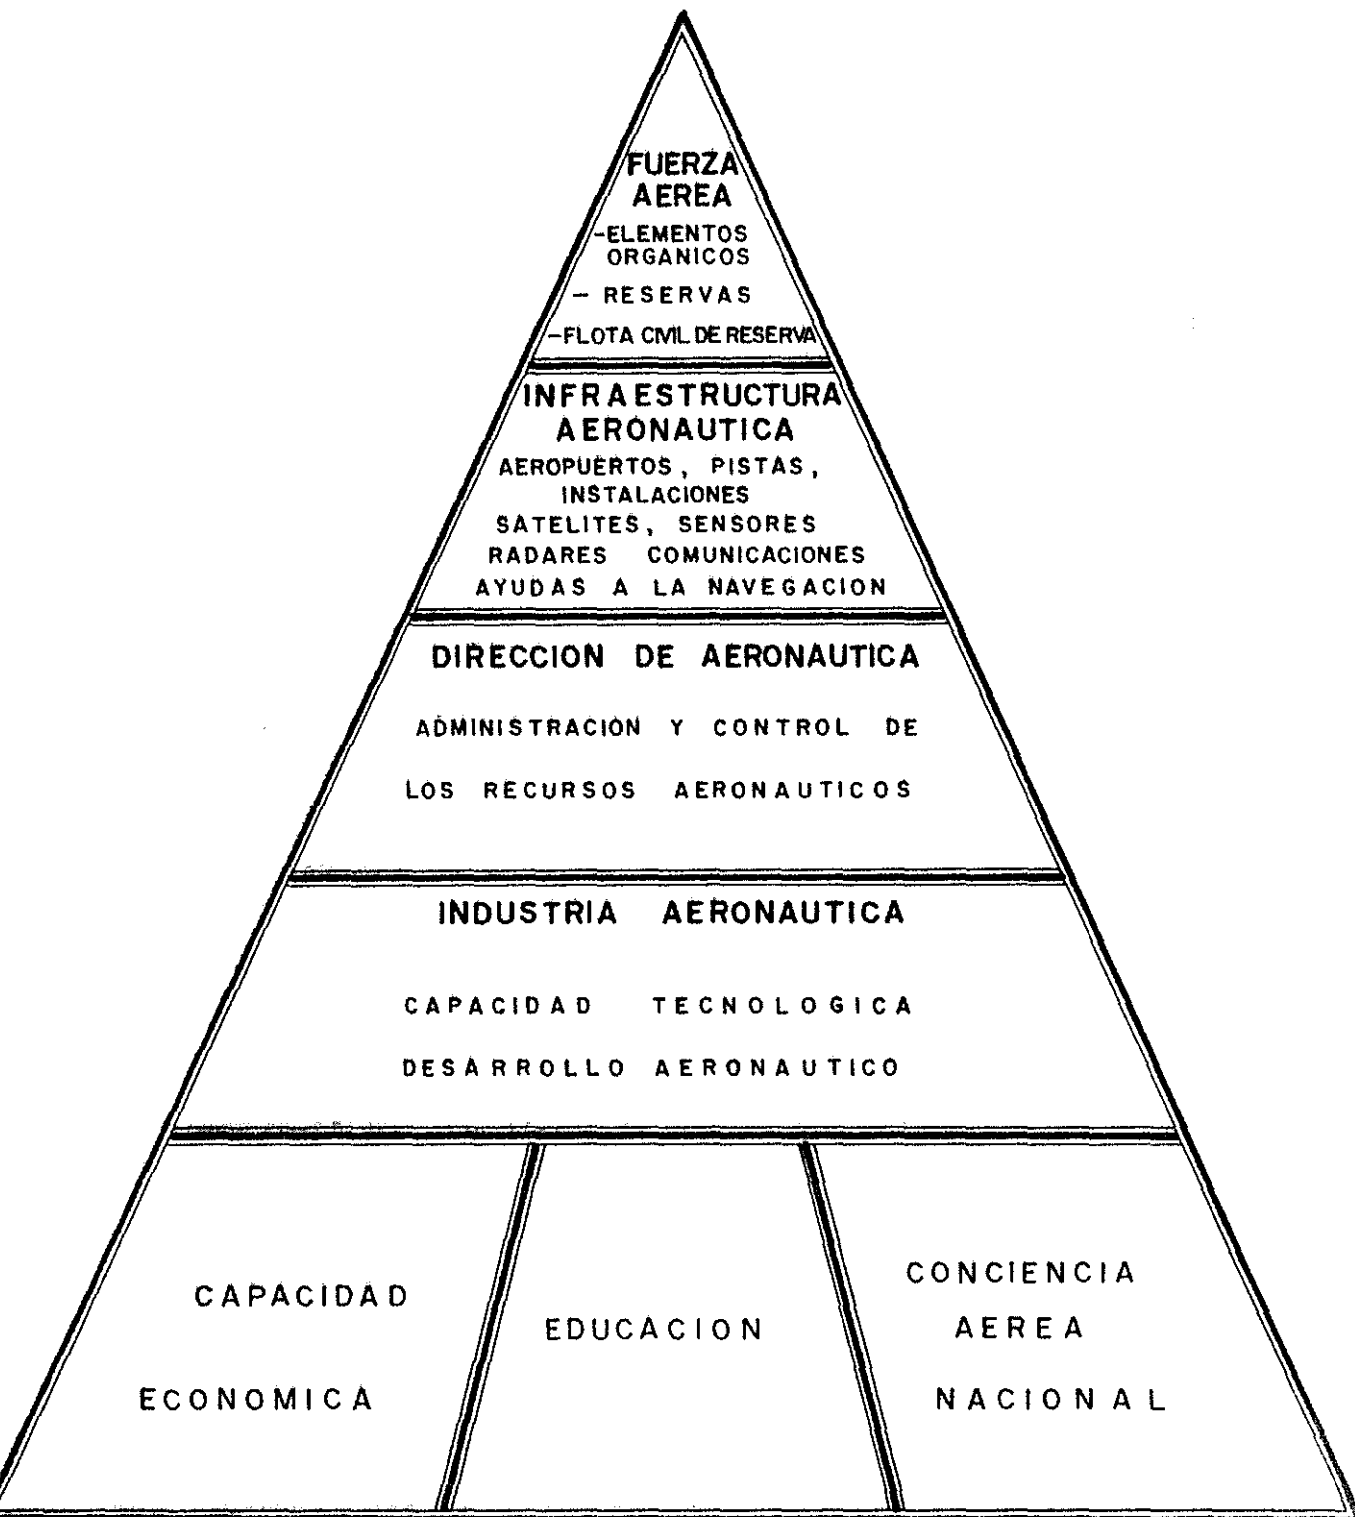 FUERZA
AEREA
-ELEMENTOS
ORGANICOS
- RESERVAS
-FLOTA CIVIL DE RESERVA
INFRAESTRUCTURA
AERONAUTICA
AEROPUERTOS, PISTAS,
INSTALACIONES
SATELITES, SENSORES
RADARES COMUNICACIONES
AYUDAS A LA NAVEGACION
DIRECCION DE AERONAUTICA
ADMINISTRACION Y CONTROL DE
LOS RECURSOS AERONAUTICOS
INDUSTRIA AERONAUTICA
CAPACIDAD TECNOLOGICA
DESARROLLO AERONAUTICO
CAPACIDAD
ECONOMICA
EDUCACION
CONCIENCIA
AEREA
NACIONAL